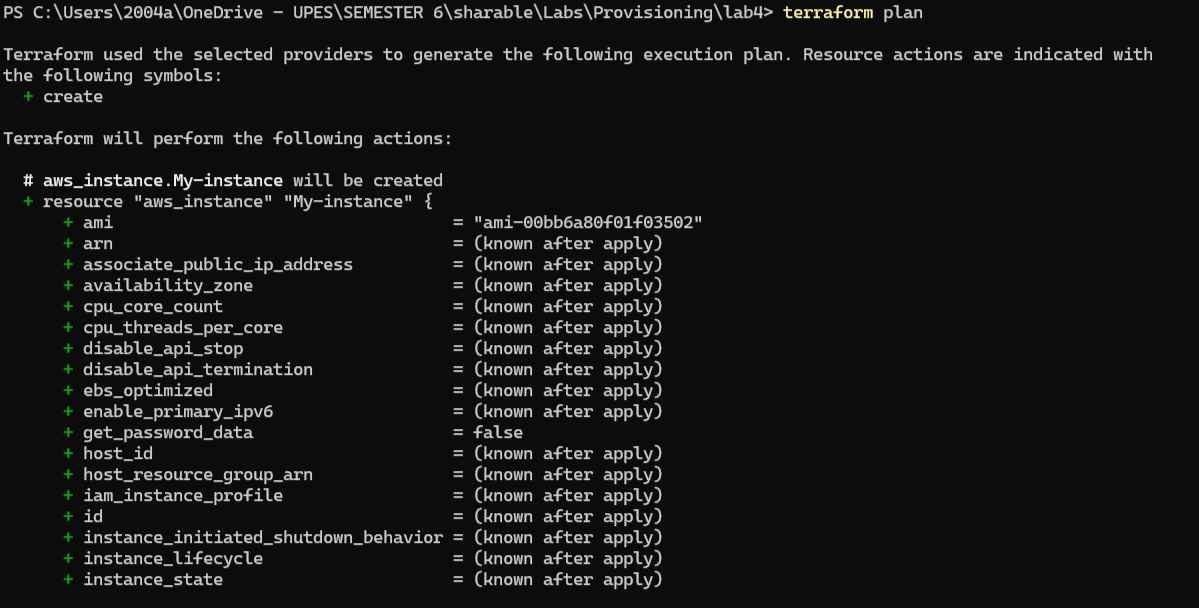 PS C:\Users\2004a\OneDrive - UPES\SEMESTER 6\sharable\Labs\Provisioning\lab4> terraform plan
Terraform used the selected providers to generate the following execution plan. Resource actions are indicated with
the following symbols:
+ create
Terraform will perform the following actions:
# aws_instance.My-instance will be created
+ resource "aws_instance" "My-instance" {
+ ami = "ami-00bb6a80f01f03502"
+ arn = (known after apply)
+ associate_public_ip_address = (known after apply)
+ availability_zone = (known after apply)
+ cpu_core_count = (known after apply)
+ cpu_threads_per_core = (known after apply)
+ disable_api_stop = (known after apply)
+ disable_api_termination = (known after apply)
+ ebs_optimized = (known after apply)
+ enable_primary_ipv6 = (known after apply)
+ get_password_data = false
+ host_id = (known after apply)
+ host_resource_group_arn = (known after apply)
+ iam_instance_profile = (known after apply)
+ id = (known after apply)
+ instance_initiated_shutdown_behavior = (known after apply)
+ instance_lifecycle = (known after apply)
+ instance_state = (known after apply)